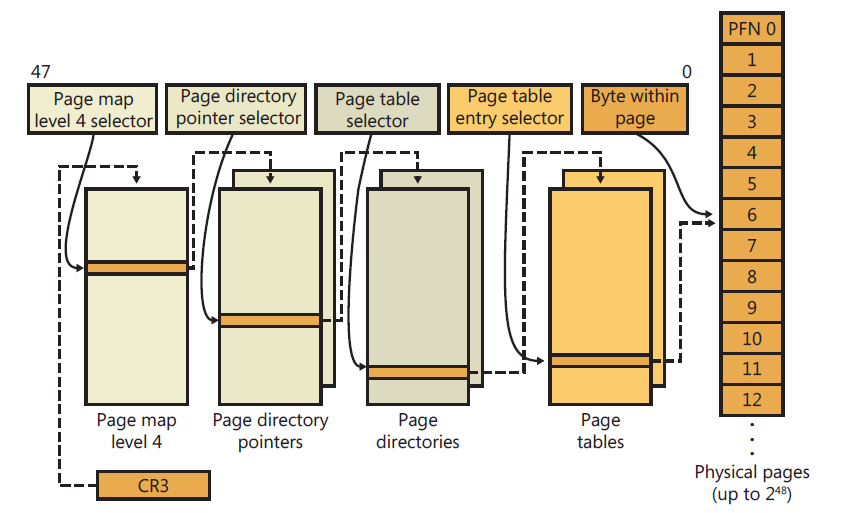 47
0
Page map
level 4 selector
Page directory
pointer selector
Page table
selector
Page table
entry selector
Byte within
page
PFN 0
1
2
3
4
5
6
7
8
9
10
11
12
Page map
level 4
Page directory
pointers
Page
directories
Page
tables
CR3
Physical pages
(up to 2⁴⁸)